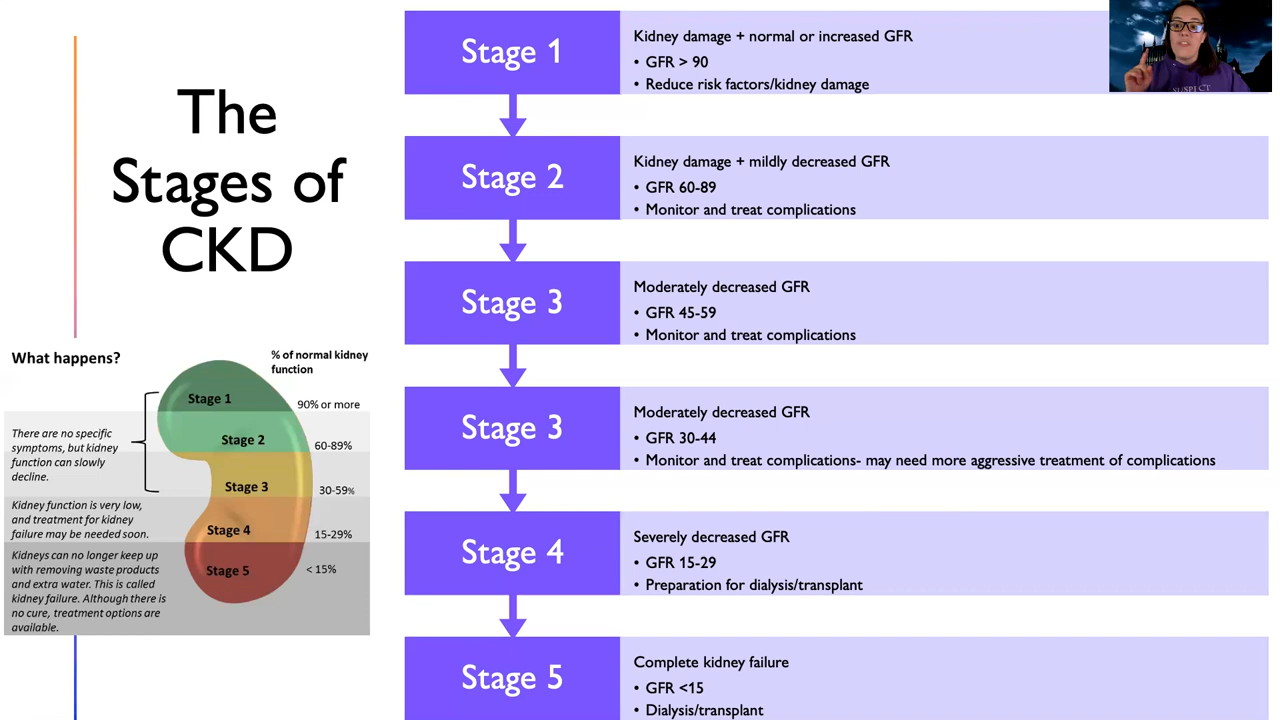 The
Stages of
CKD
What happens?
% of normal kidney
function
Stage 1
90% or more
Stage 2
60-89%
There are no specific
symptoms, but kidney
function can slowly
decline.
Stage 3
30-59%
Kidney function is very low,
and treatment for kidney
failure may be needed soon.
Stage 4
15-29%
Kidneys can no longer keep up
with removing waste products
and extra water. This is called
kidney failure. Although there is
no cure, treatment options are
available.
Stage 5
< 15%
Stage 1
Kidney damage + normal or increased GFR
• GFR > 90
• Reduce risk factors/kidney damage
Stage 2
Kidney damage + mildly decreased GFR
• GFR 60-89
• Monitor and treat complications
Stage 3
Moderately decreased GFR
• GFR 45-59
• Monitor and treat complications
Stage 3
Moderately decreased GFR
• GFR 30-44
• Monitor and treat complications- may need more aggressive treatment of complications
Stage 4
Severely decreased GFR
• GFR 15-29
• Preparation for dialysis/transplant
Stage 5
Complete kidney failure
• GFR <15
• Dialysis/transplant
SUSPECT